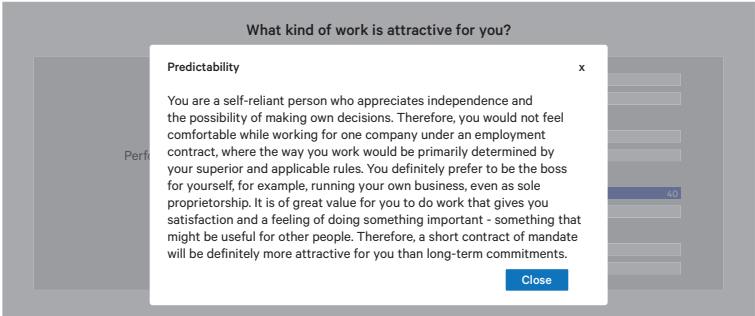 What kind of work is attractive for you?
Predictability x
You are a self-reliant person who appreciates independence and
the possibility of making own decisions. Therefore, you would not feel
comfortable while working for one company under an employment
contract, where the way you work would be primarily determined by
Perfo
your superior and applicable rules. You definitely prefer to be the boss
for yourself, for example, running your own business, even as sole
proprietorship. It is of great value for you to do work that gives you
40
satisfaction and a feeling of doing something important - something that
might be useful for other people. Therefore, a short contract of mandate
will be definitely more attractive for you than long-term commitments.
Close